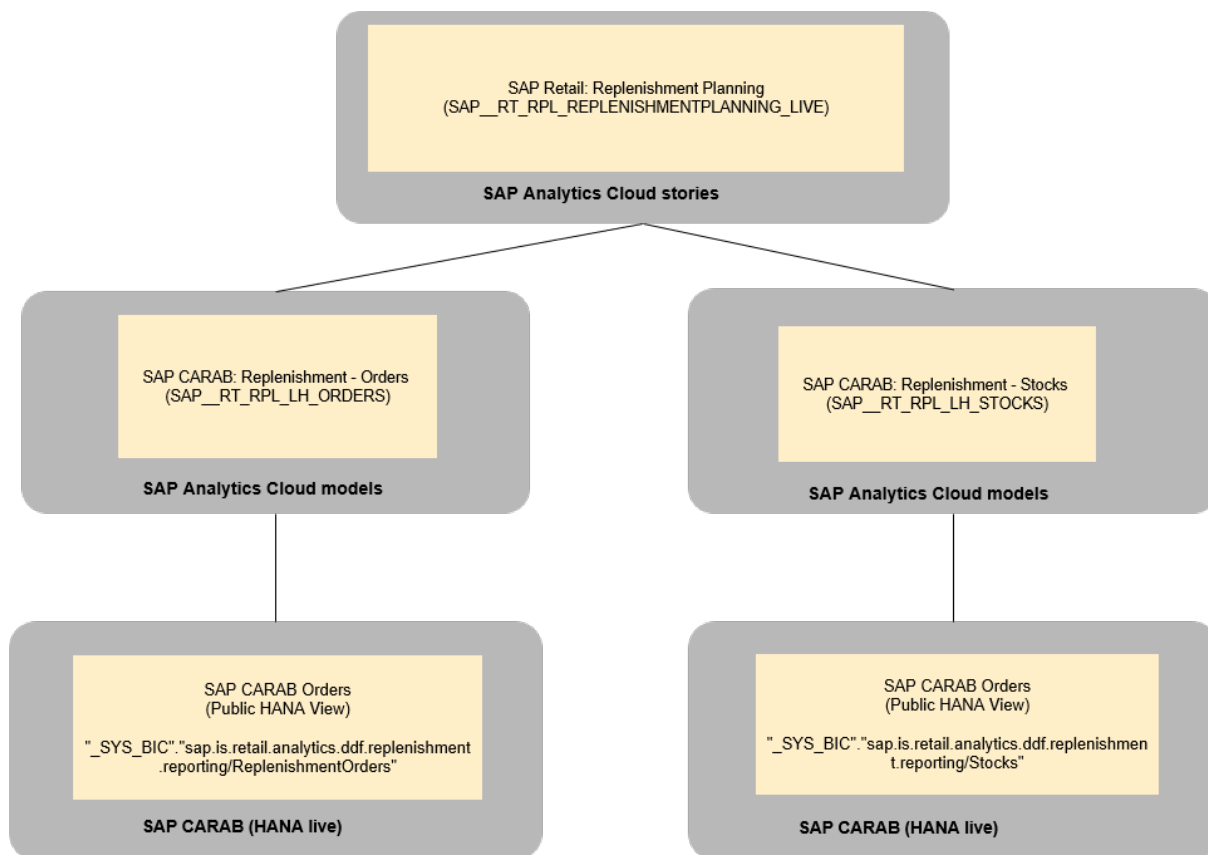 SAP Retail: Replenishment Planning
(SAP__RT_RPL_REPLENISHMENTPLANNING_LIVE)
SAP Analytics Cloud stories
SAP CARAB: Replenishment - Orders
(SAP__RT_RPL_LH_ORDERS)
SAP Analytics Cloud models
SAP CARAB: Replenishment - Stocks
(SAP__RT_RPL_LH_STOCKS)
SAP Analytics Cloud models
SAP CARAB Orders
(Public HANA View)
"_SYS_BIC"."sap.is.retail.analytics.ddf.replenishment
.reporting/ReplenishmentOrders"
SAP CARAB (HANA live)
SAP CARAB Orders
(Public HANA View)
"_SYS_BIC"."sap.is.retail.analytics.ddf.replenishmen
t.reporting/Stocks"
SAP CARAB (HANA live)